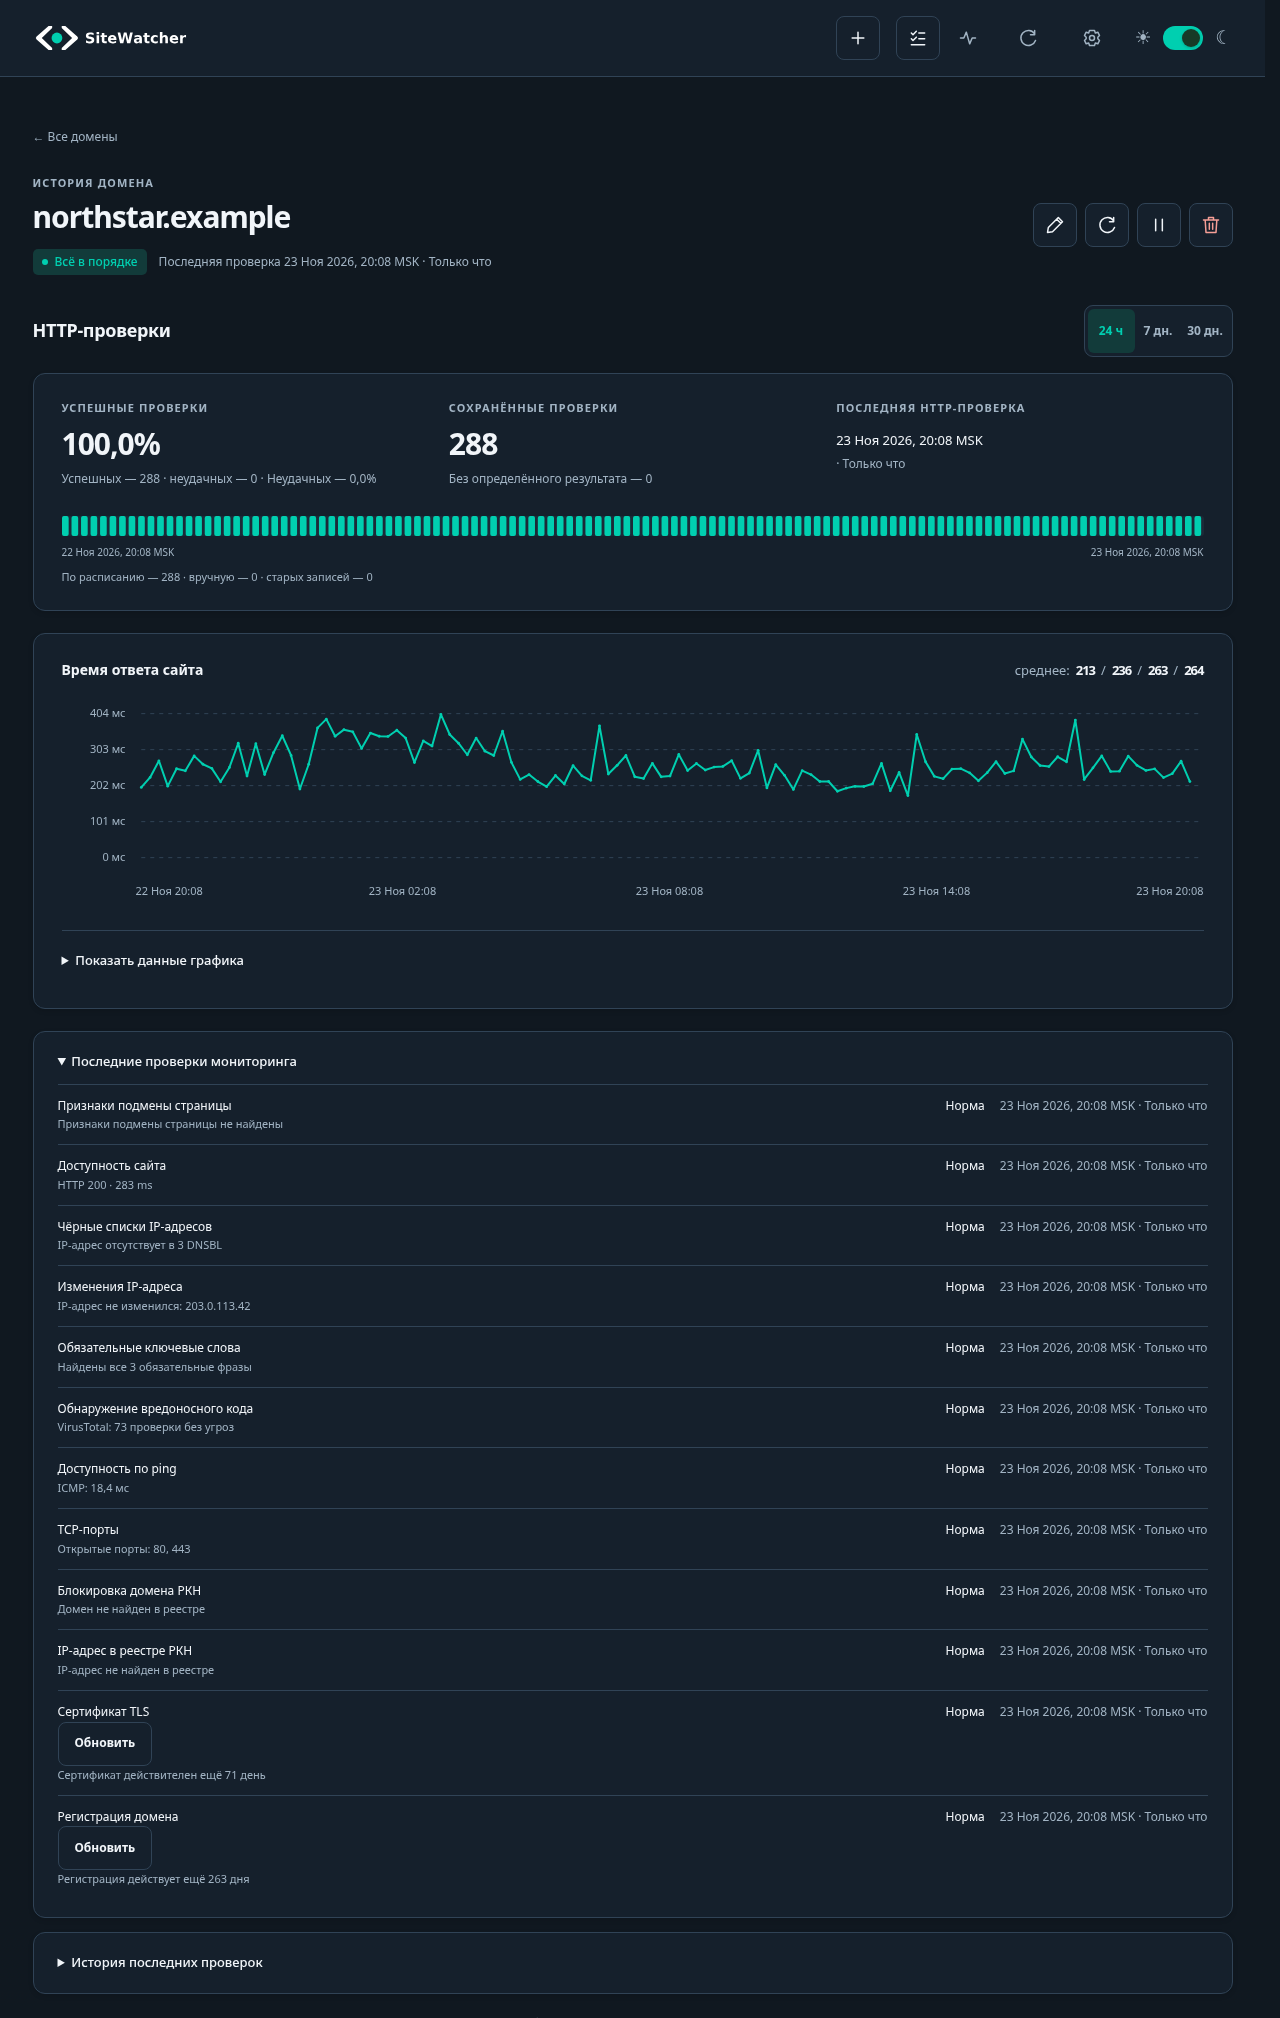 SiteWatcher
← Все домены
ИСТОРИЯ ДОМЕНА
northstar.example
Всё в порядке
Последняя проверка 23 Ноя 2026, 20:08 MSK · Только что
HTTP-проверки
24 ч
7 дн.
30 дн.
УСПЕШНЫЕ ПРОВЕРКИ
100,0%
Успешных — 288 · неудачных — 0 · Неудачных — 0,0%
СОХРАНЁННЫЕ ПРОВЕРКИ
288
Без определённого результата — 0
ПОСЛЕДНЯЯ HTTP-ПРОВЕРКА
23 Ноя 2026, 20:08 MSK
· Только что
22 Ноя 2026, 20:08 MSK
23 Ноя 2026, 20:08 MSK
По расписанию — 288 · вручную — 0 · старых записей — 0
Время ответа сайта
среднее: 213 / 236 / 263 / 264
404 мс
303 мс
202 мс
101 мс
0 мс
22 Ноя 20:08
23 Ноя 02:08
23 Ноя 08:08
23 Ноя 14:08
23 Ноя 20:08
Показать данные графика
Последние проверки мониторинга
Признаки подмены страницы
Норма 23 Ноя 2026, 20:08 MSK · Только что
Признаки подмены страницы не найдены
Доступность сайта
Норма 23 Ноя 2026, 20:08 MSK · Только что
HTTP 200 · 283 ms
Чёрные списки IP-адресов
Норма 23 Ноя 2026, 20:08 MSK · Только что
IP-адрес отсутствует в 3 DNSBL
Изменения IP-адреса
Норма 23 Ноя 2026, 20:08 MSK · Только что
IP-адрес не изменился: 203.0.113.42
Обязательные ключевые слова
Норма 23 Ноя 2026, 20:08 MSK · Только что
Найдены все 3 обязательные фразы
Обнаружение вредоносного кода
Норма 23 Ноя 2026, 20:08 MSK · Только что
VirusTotal: 73 проверки без угроз
Доступность по ping
Норма 23 Ноя 2026, 20:08 MSK · Только что
ICMP: 18,4 мс
TCP-порты
Норма 23 Ноя 2026, 20:08 MSK · Только что
Открытые порты: 80, 443
Блокировка домена РКН
Норма 23 Ноя 2026, 20:08 MSK · Только что
Домен не найден в реестре
IP-адрес в реестре РКН
Норма 23 Ноя 2026, 20:08 MSK · Только что
IP-адрес не найден в реестре
Сертификат TLS
Норма 23 Ноя 2026, 20:08 MSK · Только что
Обновить
Сертификат действителен ещё 71 день
Регистрация домена
Норма 23 Ноя 2026, 20:08 MSK · Только что
Обновить
Регистрация действует ещё 263 дня
История последних проверок